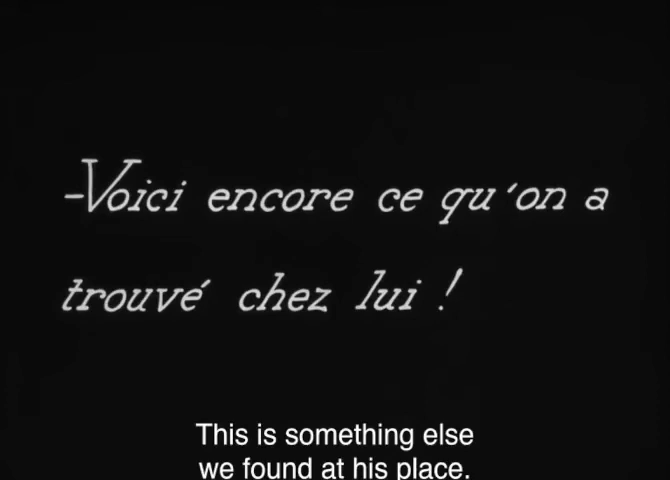 -Voici encore ce qu'on a
trouvé chez lui !
This is something else
we found at his place.